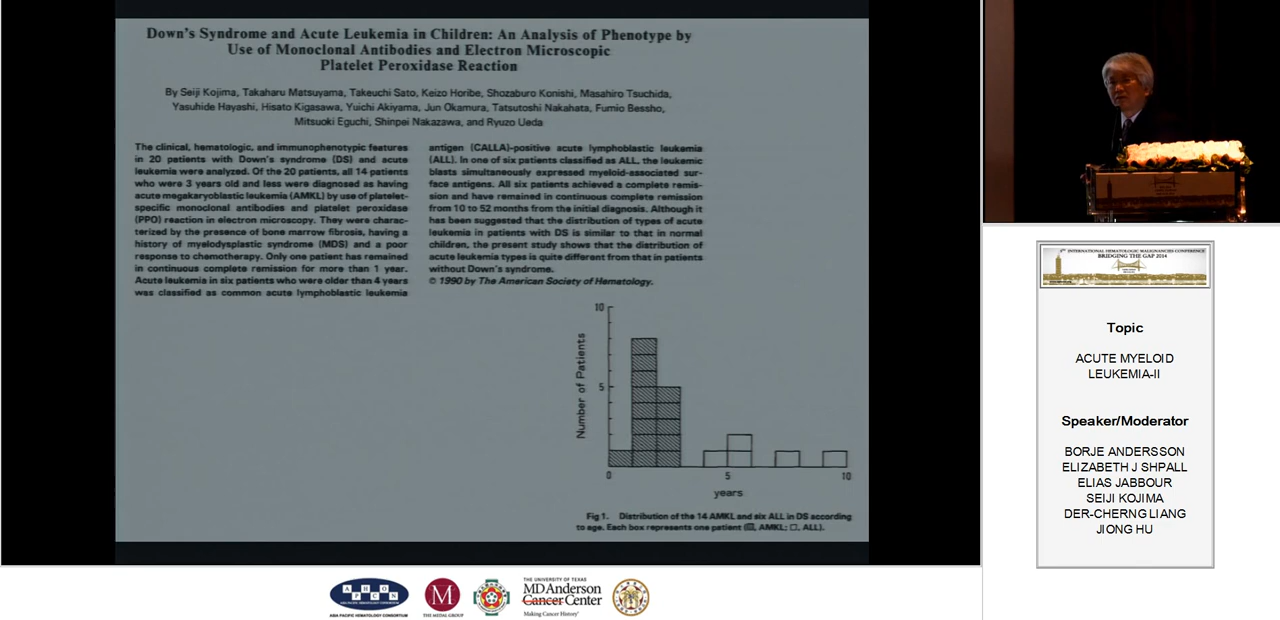 Down's Syndrome and Acute Leukemia in Children: An Analysis of Phenotype by
Use of Monoclonal Antibodies and Electron Microscopic
Platelet Peroxidase Reaction
By Seiji Kojima, Takaharu Matsuyama, Takeuchi Sato, Keizo Horibe, Shozaburo Konishi, Masahiro Tsuchida,
Yasuhide Hayashi, Hisato Kigasawa, Yuichi Akiyama, Jun Okamura, Tatsutoshi Nakahata, Fumio Bessho,
Mitsuoki Eguchi, Shinpei Nakazawa, and Ryuzo Ueda
The clinical, hematologic, and immunophenotypic features
in 20 patients with Down's syndrome (DS) and acute
leukemia were analyzed. Of the 20 patients, all 14 patients
who were 3 years old and less were diagnosed as having
acute megakaryoblastic leukemia (AMKL) by use of platelet-
specific monoclonal antibodies and platelet peroxidase
(PPO) reaction in electron microscopy. They were charac-
terized by the presence of bone marrow fibrosis, having a
history of myelodysplastic syndrome (MDS) and a poor
response to chemotherapy. Only one patient has remained
in continuous complete remission for more than 1 year.
Acute leukemia in six patients who were older than 4 years
was classified as common acute lymphoblastic leukemia
antigen (CALLA)-positive acute lymphoblastic leukemia
(ALL). In one of six patients classified as ALL, the leukemic
blasts simultaneously expressed myeloid-associated sur-
face antigens. All six patients achieved a complete remis-
sion and have remained in continuous complete remission
from 10 to 52 months from the initial diagnosis. Although it
has been suggested that the distribution of types of acute
leukemia in patients with DS is similar to that in normal
children, the present study shows that the distribution of
acute leukemia types is quite different from that in patients
without Down's syndrome.
© 1990 by The American Society of Hematology.
10
5
Number of Patients
0 5 10
years
Fig 1. Distribution of the 14 AMKL and six ALL in DS according
to age. Each box represents one patient (▨, AMKL; □, ALL).
INTERNATIONAL HEMATOLOGIC MALIGNANCIES CONFERENCE
BRIDGING THE GAP 2014
Topic
ACUTE MYELOID
LEUKEMIA-II
Speaker/Moderator
BORJE ANDERSSON
ELIZABETH J SHPALL
ELIAS JABBOUR
SEIJI KOJIMA
DER-CHERNG LIANG
JIONG HU
A P H C O N
ASIA PACIFIC HEMATOLOGY CONSORTIUM
M
THE MEDAL GROUP
THE UNIVERSITY OF TEXAS
MD Anderson
Cancer Center
Making Cancer History